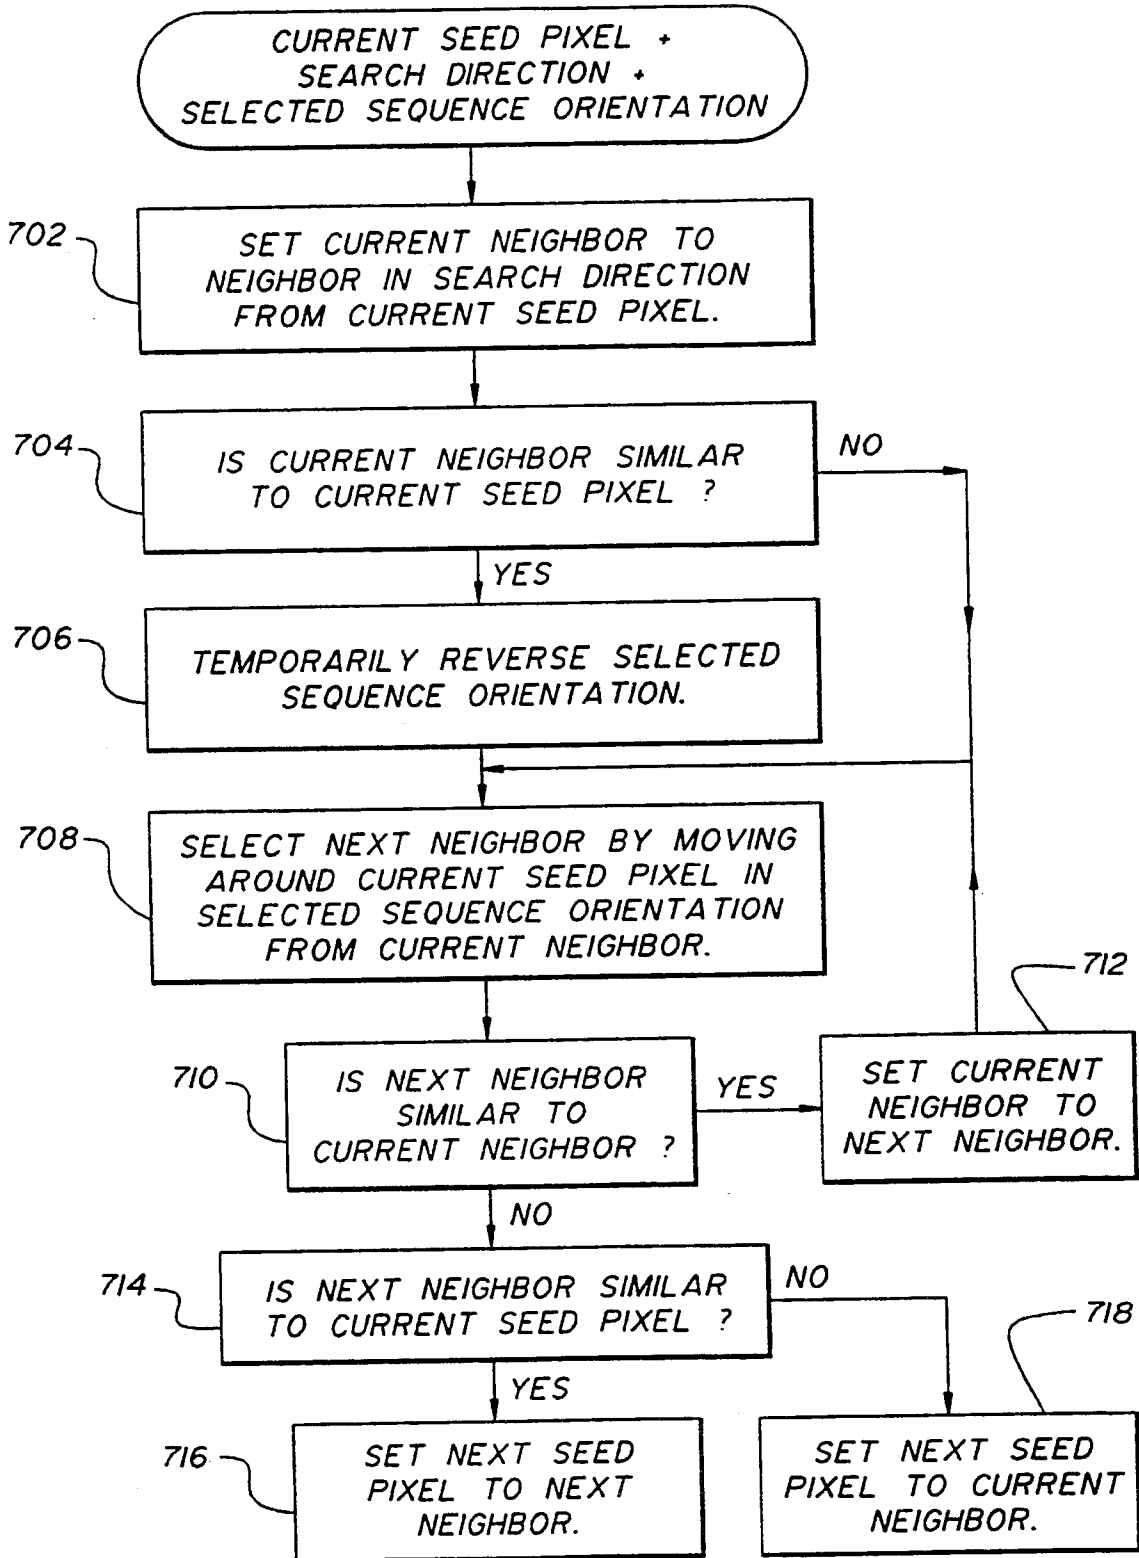 CURRENT SEED PIXEL +
SEARCH DIRECTION +
SELECTED SEQUENCE ORIENTATION
702
SET CURRENT NEIGHBOR TO
NEIGHBOR IN SEARCH DIRECTION
FROM CURRENT SEED PIXEL.
704
IS CURRENT NEIGHBOR SIMILAR
TO CURRENT SEED PIXEL ?
NO
YES
706
TEMPORARILY REVERSE SELECTED
SEQUENCE ORIENTATION.
708
SELECT NEXT NEIGHBOR BY MOVING
AROUND CURRENT SEED PIXEL IN
SELECTED SEQUENCE ORIENTATION
FROM CURRENT NEIGHBOR.
710
IS NEXT NEIGHBOR
SIMILAR TO
CURRENT NEIGHBOR ?
YES
712
SET CURRENT
NEIGHBOR TO
NEXT NEIGHBOR.
NO
714
IS NEXT NEIGHBOR SIMILAR
TO CURRENT SEED PIXEL ?
NO
YES
716
SET NEXT SEED
PIXEL TO NEXT
NEIGHBOR.
718
SET NEXT SEED
PIXEL TO CURRENT
NEIGHBOR.